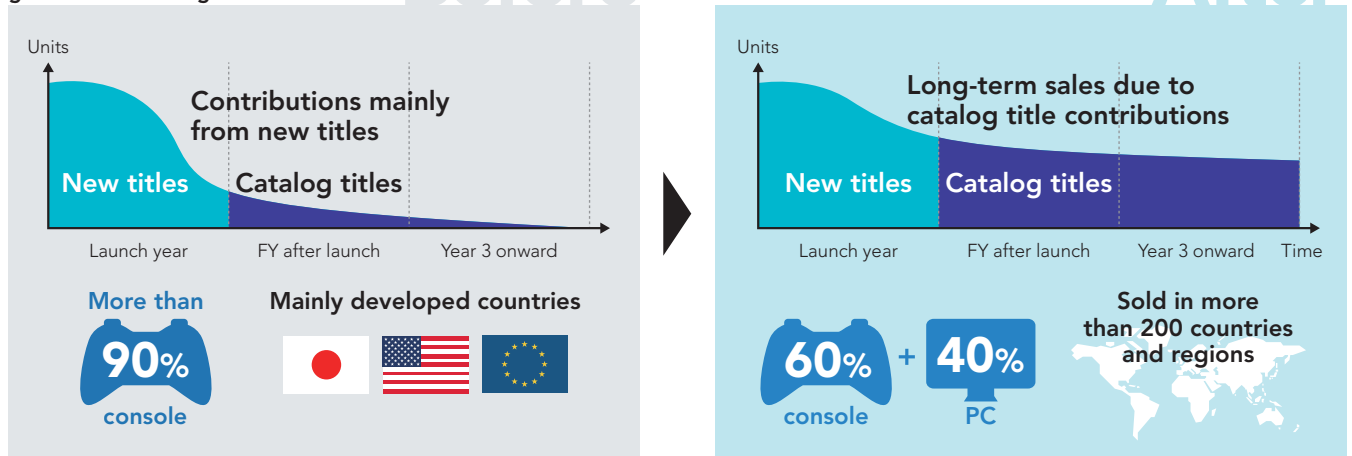 Units
Contributions mainly
from new titles
New titles
Catalog titles
Launch year
FY after launch
Year 3 onward
More than
90%
console
Mainly developed countries
Units
Long-term sales due to
catalog title contributions
New titles
Catalog titles
Launch year
FY after launch
Year 3 onward
Time
60%
console
+
40%
PC
Sold in more
than 200 countries
and regions